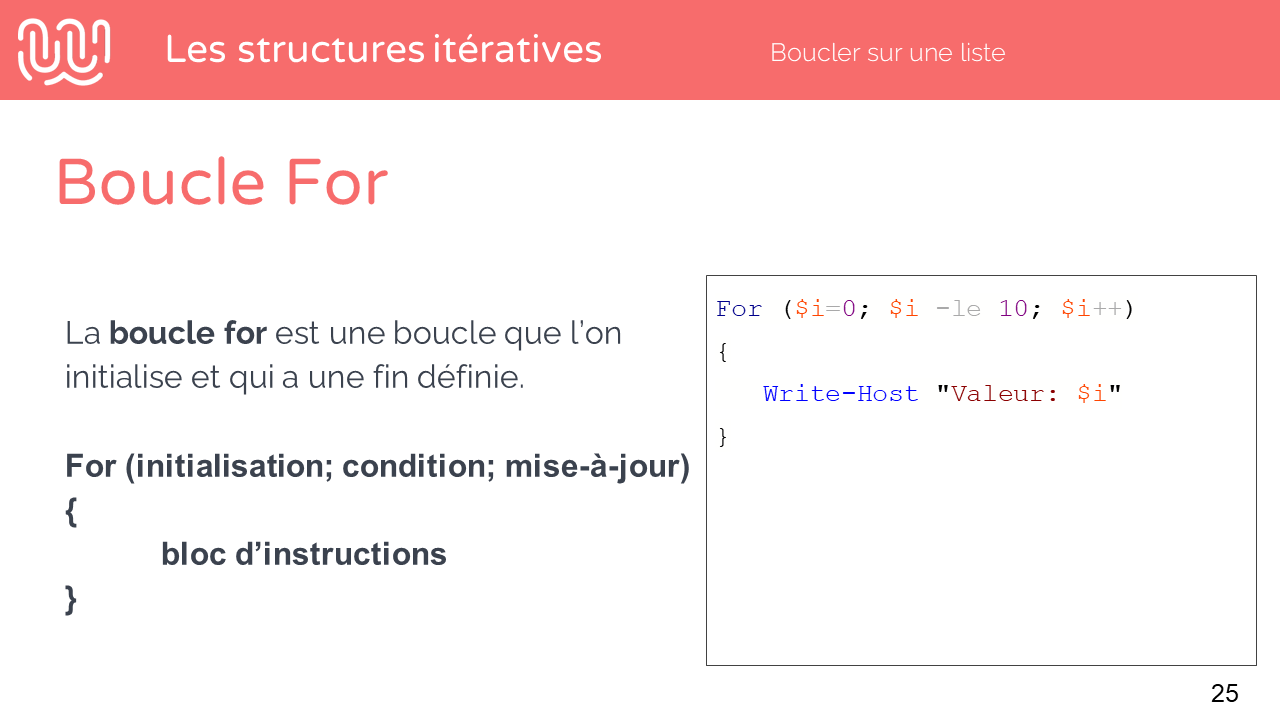 Les structures itératives
Boucler sur une liste
Boucle For
La boucle for est une boucle que l’on
initialise et qui a une fin définie.
For (initialisation; condition; mise-à-jour)
{
bloc d’instructions
}
For ($i=0; $i -le 10; $i++)
{
Write-Host "Valeur: $i"
}
25